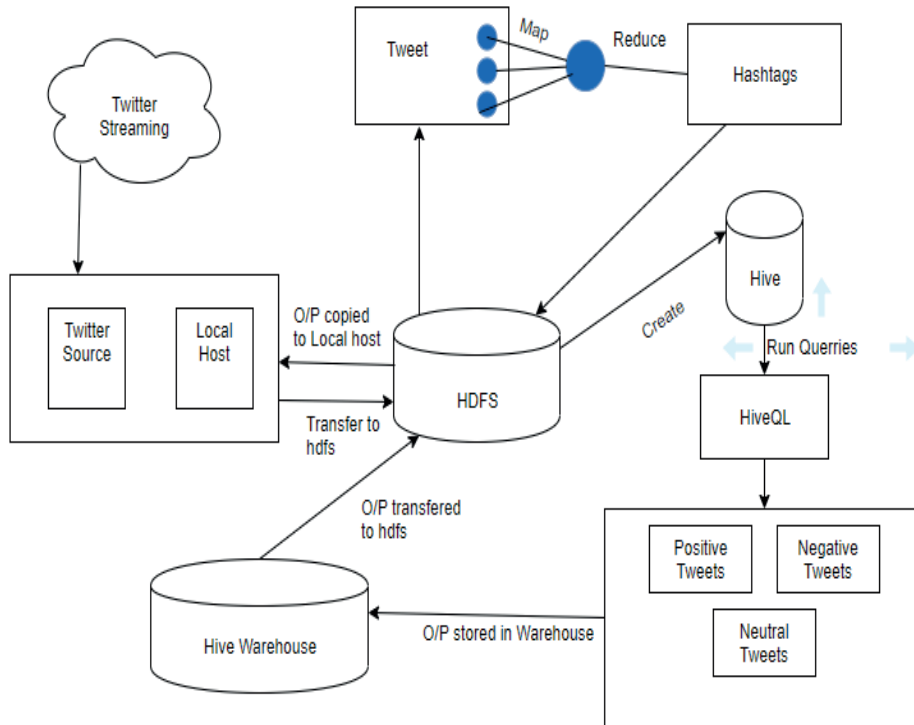 Tweet
Map
Reduce
Hashtags
Twitter
Streaming
Hive
Twitter
Source
Local
Host
O/P copied
to Local host
HDFS
Create
Run Querries
Transfer to
hdfs
HiveQL
O/P transfered
to hdfs
Positive
Tweets
Negative
Tweets
Neutral
Tweets
Hive Warehouse
O/P stored in Warehouse